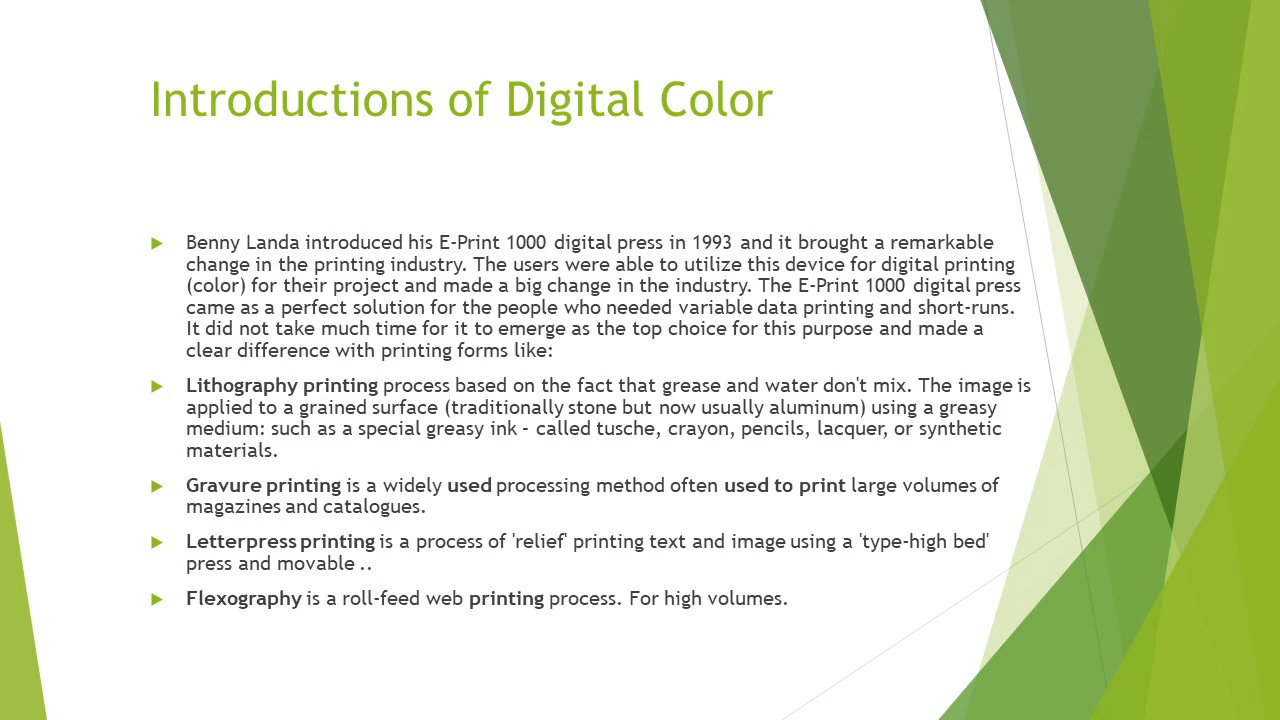 Introductions of Digital Color
Benny Landa introduced his E-Print 1000 digital press in 1993 and it brought a remarkable
change in the printing industry. The users were able to utilize this device for digital printing
(color) for their project and made a big change in the industry. The E-Print 1000 digital press
came as a perfect solution for the people who needed variable data printing and short-runs.
It did not take much time for it to emerge as the top choice for this purpose and made a
clear difference with printing forms like:
Lithography printing process based on the fact that grease and water don't mix. The image is
applied to a grained surface (traditionally stone but now usually aluminum) using a greasy
medium: such as a special greasy ink - called tusche, crayon, pencils, lacquer, or synthetic
materials.
Gravure printing is a widely used processing method often used to print large volumes of
magazines and catalogues.
Letterpress printing is a process of 'relief' printing text and image using a 'type-high bed'
press and movable ..
Flexography is a roll-feed web printing process. For high volumes.